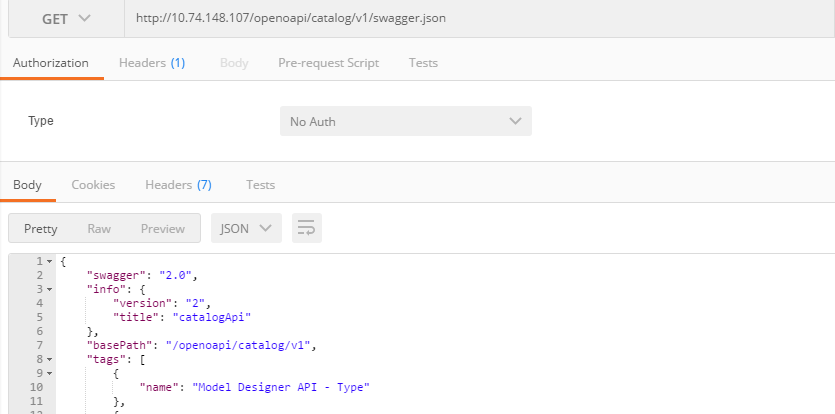 GET http://10.74.148.107/openoapi/catalog/v1/swagger.json
Authorization Headers (1) Body Pre-request Script Tests
Type No Auth
Body Cookies Headers (7) Tests
Pretty Raw Preview JSON
1 {
2 "swagger": "2.0",
3 "info": {
4 "version": "2",
5 "title": "catalogApi"
6 },
7 "basePath": "/openoapi/catalog/v1",
8 "tags": [
9 {
10 "name": "Model Designer API - Type"
11 },